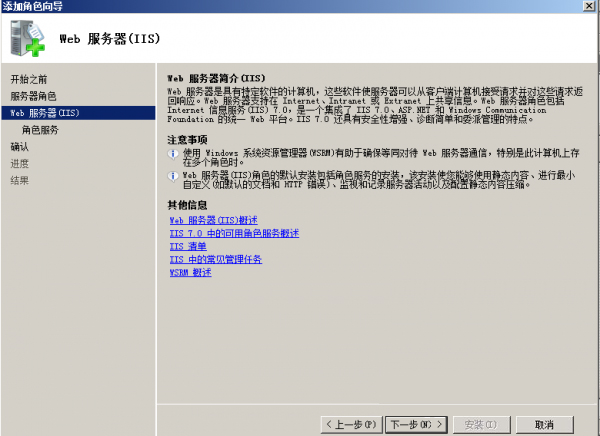 添加角色向导
Web 服务器(IIS)
开始之前
服务器角色
Web 服务器(IIS)
角色服务
确认
进度
结果
Web 服务器简介(IIS)
Web 服务器是具有特定软件的计算机，这些软件使服务器可以从客户端计算机接受请求并对这些请求返
回响应。Web 服务器支持在 Internet、Intranet 或 Extranet 上共享信息。Web 服务器角色包括
Internet 信息服务(IIS) 7.0，是一个集成了 IIS 7.0、ASP.NET 和 Windows Communication
Foundation 的统一 Web 平台。IIS 7.0 还具有安全性增强、诊断简单和委派管理的特点。
注意事项
使用 Windows 系统资源管理器(WSRM)有助于确保等同对待 Web 服务器通信，特别是此计算机上存
在多个角色时。
Web 服务器(IIS)角色的默认安装包括角色服务的安装，该安装使您能够使用静态内容、进行最小
自定义(如默认的文档和 HTTP 错误)、监视和记录服务器活动以及配置静态内容压缩。
其他信息
Web 服务器(IIS)概述
IIS 7.0 中的可用角色服务概述
IIS 清单
IIS 中的常见管理任务
WSRM 概述
< 上一步(P)
下一步(N) >
安装(I)
取消